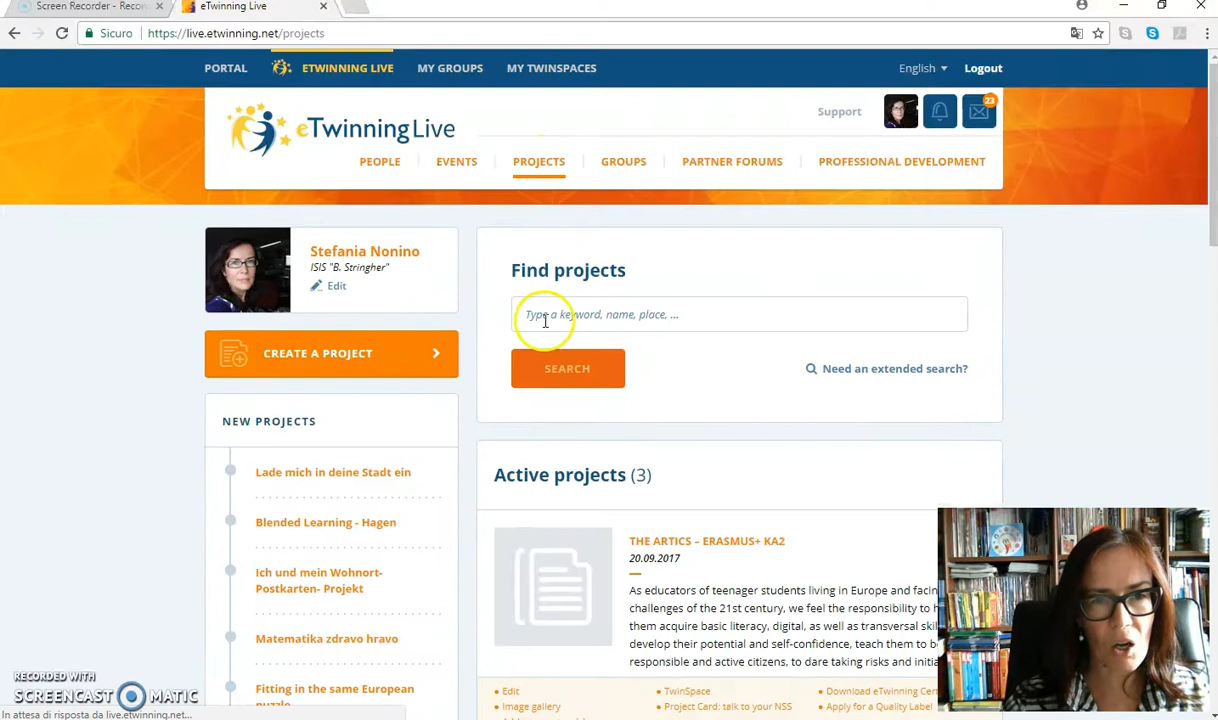 Screen Recorder - Recor
eTwinning Live
Sicuro https://live.etwinning.net/projects
PORTAL ETWINNING LIVE MY GROUPS MY TWINSPACES English Logout
eTwinningLive
Support 23
PEOPLE EVENTS PROJECTS GROUPS PARTNER FORUMS PROFESSIONAL DEVELOPMENT
Stefania Nonino
ISIS "B. Stringher"
Edit
CREATE A PROJECT
NEW PROJECTS
Lade mich in deine Stadt ein
Blended Learning - Hagen
Ich und mein Wohnort-
Postkarten- Projekt
Matematika zdravo hravo
Fitting in the same European
puzzle
Find projects
Type a keyword, name, place, ...
SEARCH
Need an extended search?
Active projects (3)
THE ARTICS – ERASMUS+ KA2
20.09.2017
As educators of teenager students living in Europe and facin
challenges of the 21st century, we feel the responsibility to h
them acquire basic literacy, digital, as well as transversal skil
develop their potential and self-confidence, teach them to be
responsible and active citizens, to dare taking risks and initia
Edit
TwinSpace
Download eTwinning Cert
Image gallery
Project Card: talk to your NSS
Apply for a Quality Label
RECORDED WITH
SCREENCAST MATIC
In attesa di risposta da live.etwinning.net...